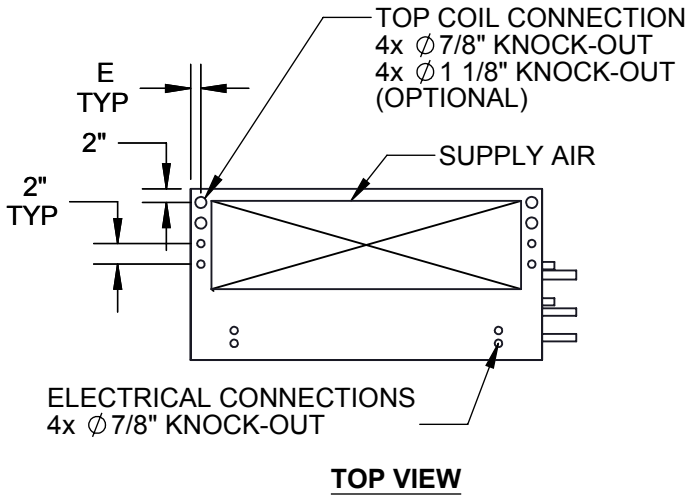 TOP COIL CONNECTION
4x ∅7/8" KNOCK-OUT
4x ∅1 1/8" KNOCK-OUT
(OPTIONAL)
E
TYP
2"
SUPPLY AIR
2"
TYP
ELECTRICAL CONNECTIONS
4x ∅7/8" KNOCK-OUT
TOP VIEW